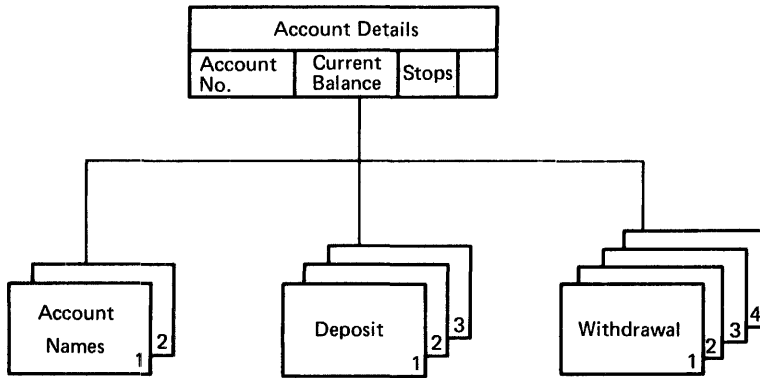 Account Details
Account No.
Current Balance
Stops
Account Names
1
2
Deposit
1
2
3
Withdrawal
1
2
3
4